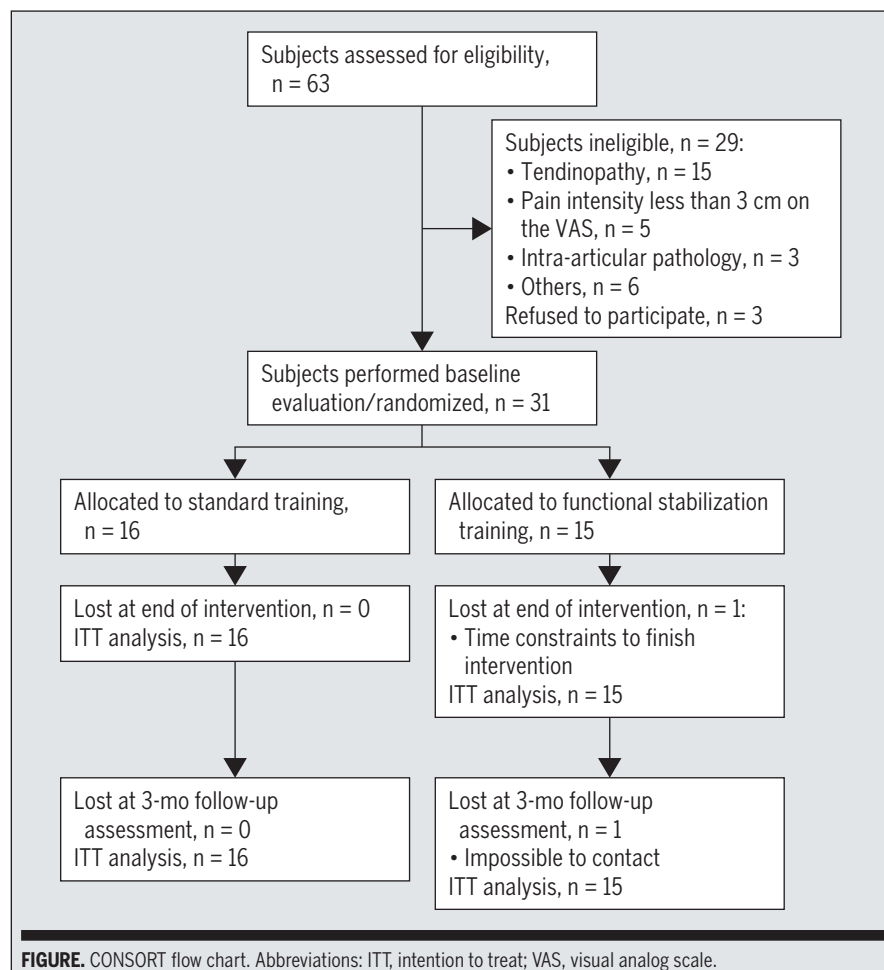 Subjects assessed for eligibility,
n = 63
Subjects ineligible, n = 29:
• Tendinopathy, n = 15
• Pain intensity less than 3 cm on
the VAS, n = 5
• Intra-articular pathology, n = 3
• Others, n = 6
Refused to participate, n = 3
Subjects performed baseline
evaluation/randomized, n = 31
Allocated to standard training,
n = 16
Allocated to functional stabilization
training, n = 15
Lost at end of intervention, n = 0
ITT analysis, n = 16
Lost at end of intervention, n = 1:
• Time constraints to finish
intervention
ITT analysis, n = 15
Lost at 3-mo follow-up
assessment, n = 0
ITT analysis, n = 16
Lost at 3-mo follow-up
assessment, n = 1
• Impossible to contact
ITT analysis, n = 15
FIGURE. CONSORT flow chart. Abbreviations: ITT, intention to treat; VAS, visual analog scale.